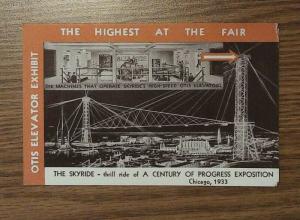 THE HIGHEST AT THE FAIR
OTIS ELEVATOR EXHIBIT
THE MACHINES THAT OPERATE SKYRIDE'S HIGH-SPEED OTIS ELEVATORS
THE SKYRIDE - thrill ride of A CENTURY OF PROGRESS EXPOSITION
Chicago, 1933